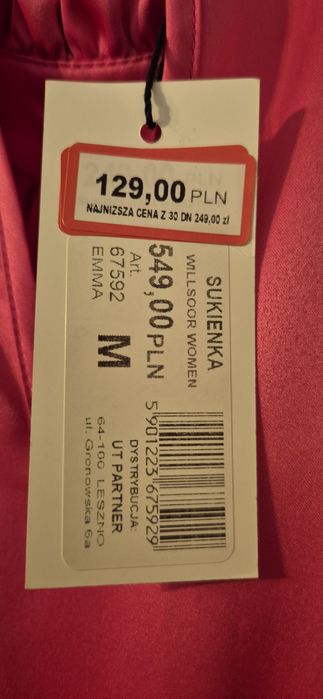 129,00 PLN
NAJNIŻSZA CENA Z 30 DN 249,00 zł
SUKIENKA
WILLSOOR WOMEN
549,00 PLN
Art.
67592
EMMA
M
5 901223 675929
DYSTRYBUCJA:
UT PARTNER
64-100 LESZNO
ul. Gronowska 6a